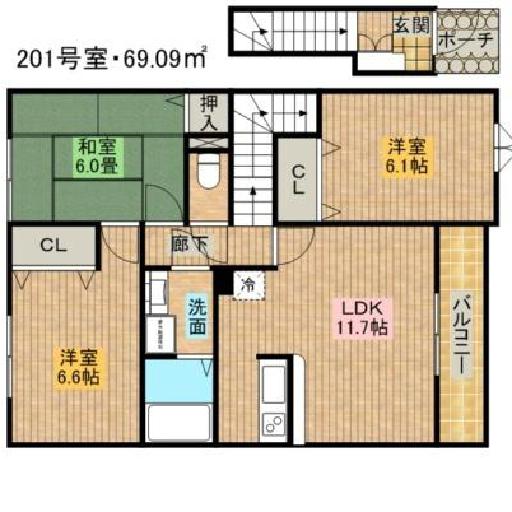 玄関
ポーチ
201号室・69.09㎡
押入
和室
6.0畳
洋室
6.1帖
CL
廊下
CL
冷
洗面
LDK
11.7帖
バルコニー
洋室
6.6帖